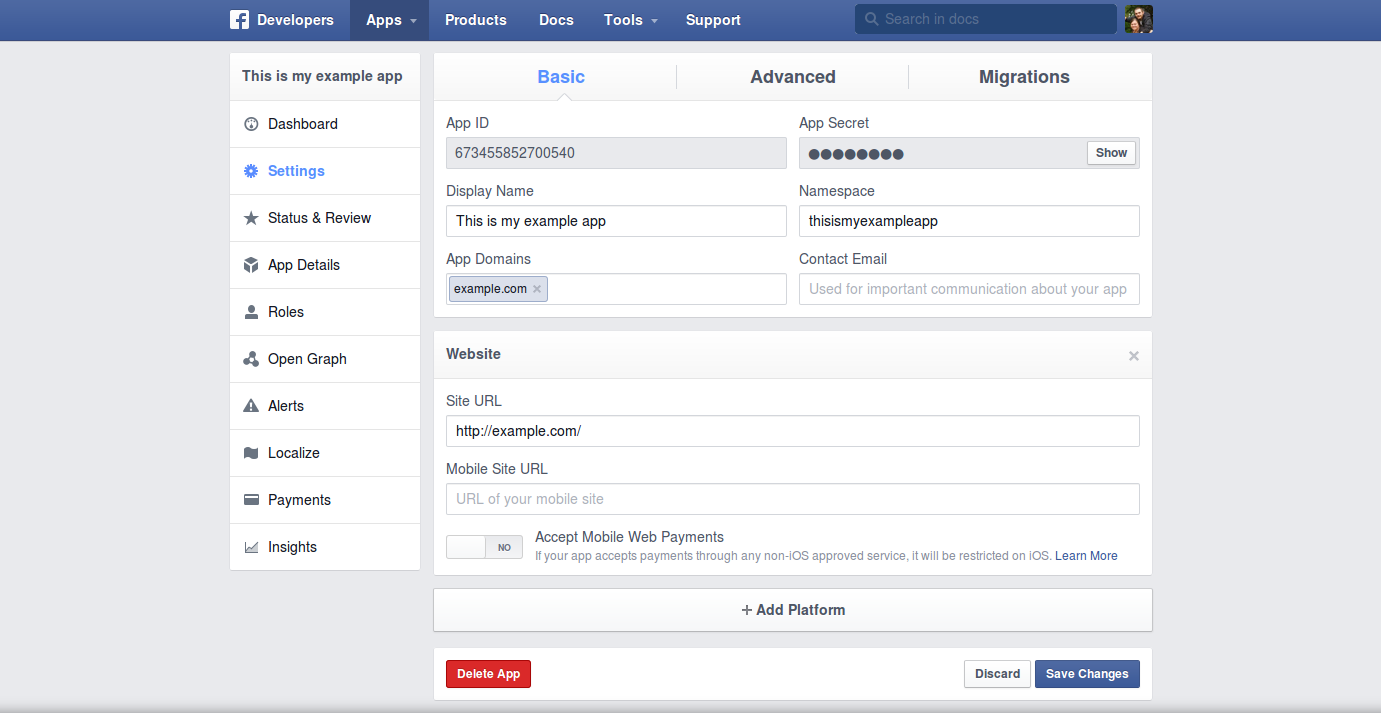 Developers Apps Products Docs Tools Support Search in docs
This is my example app
Dashboard
Settings
Status & Review
App Details
Roles
Open Graph
Alerts
Localize
Payments
Insights
Basic Advanced Migrations
App ID App Secret
673455852700540 ●●●●●●●● Show
Display Name Namespace
This is my example app thisismyexampleapp
App Domains Contact Email
example.com × Used for important communication about your app
Website ×
Site URL
http://example.com/
Mobile Site URL
URL of your mobile site
NO Accept Mobile Web Payments
If your app accepts payments through any non-iOS approved service, it will be restricted on iOS. Learn More
+ Add Platform
Delete App Discard Save Changes